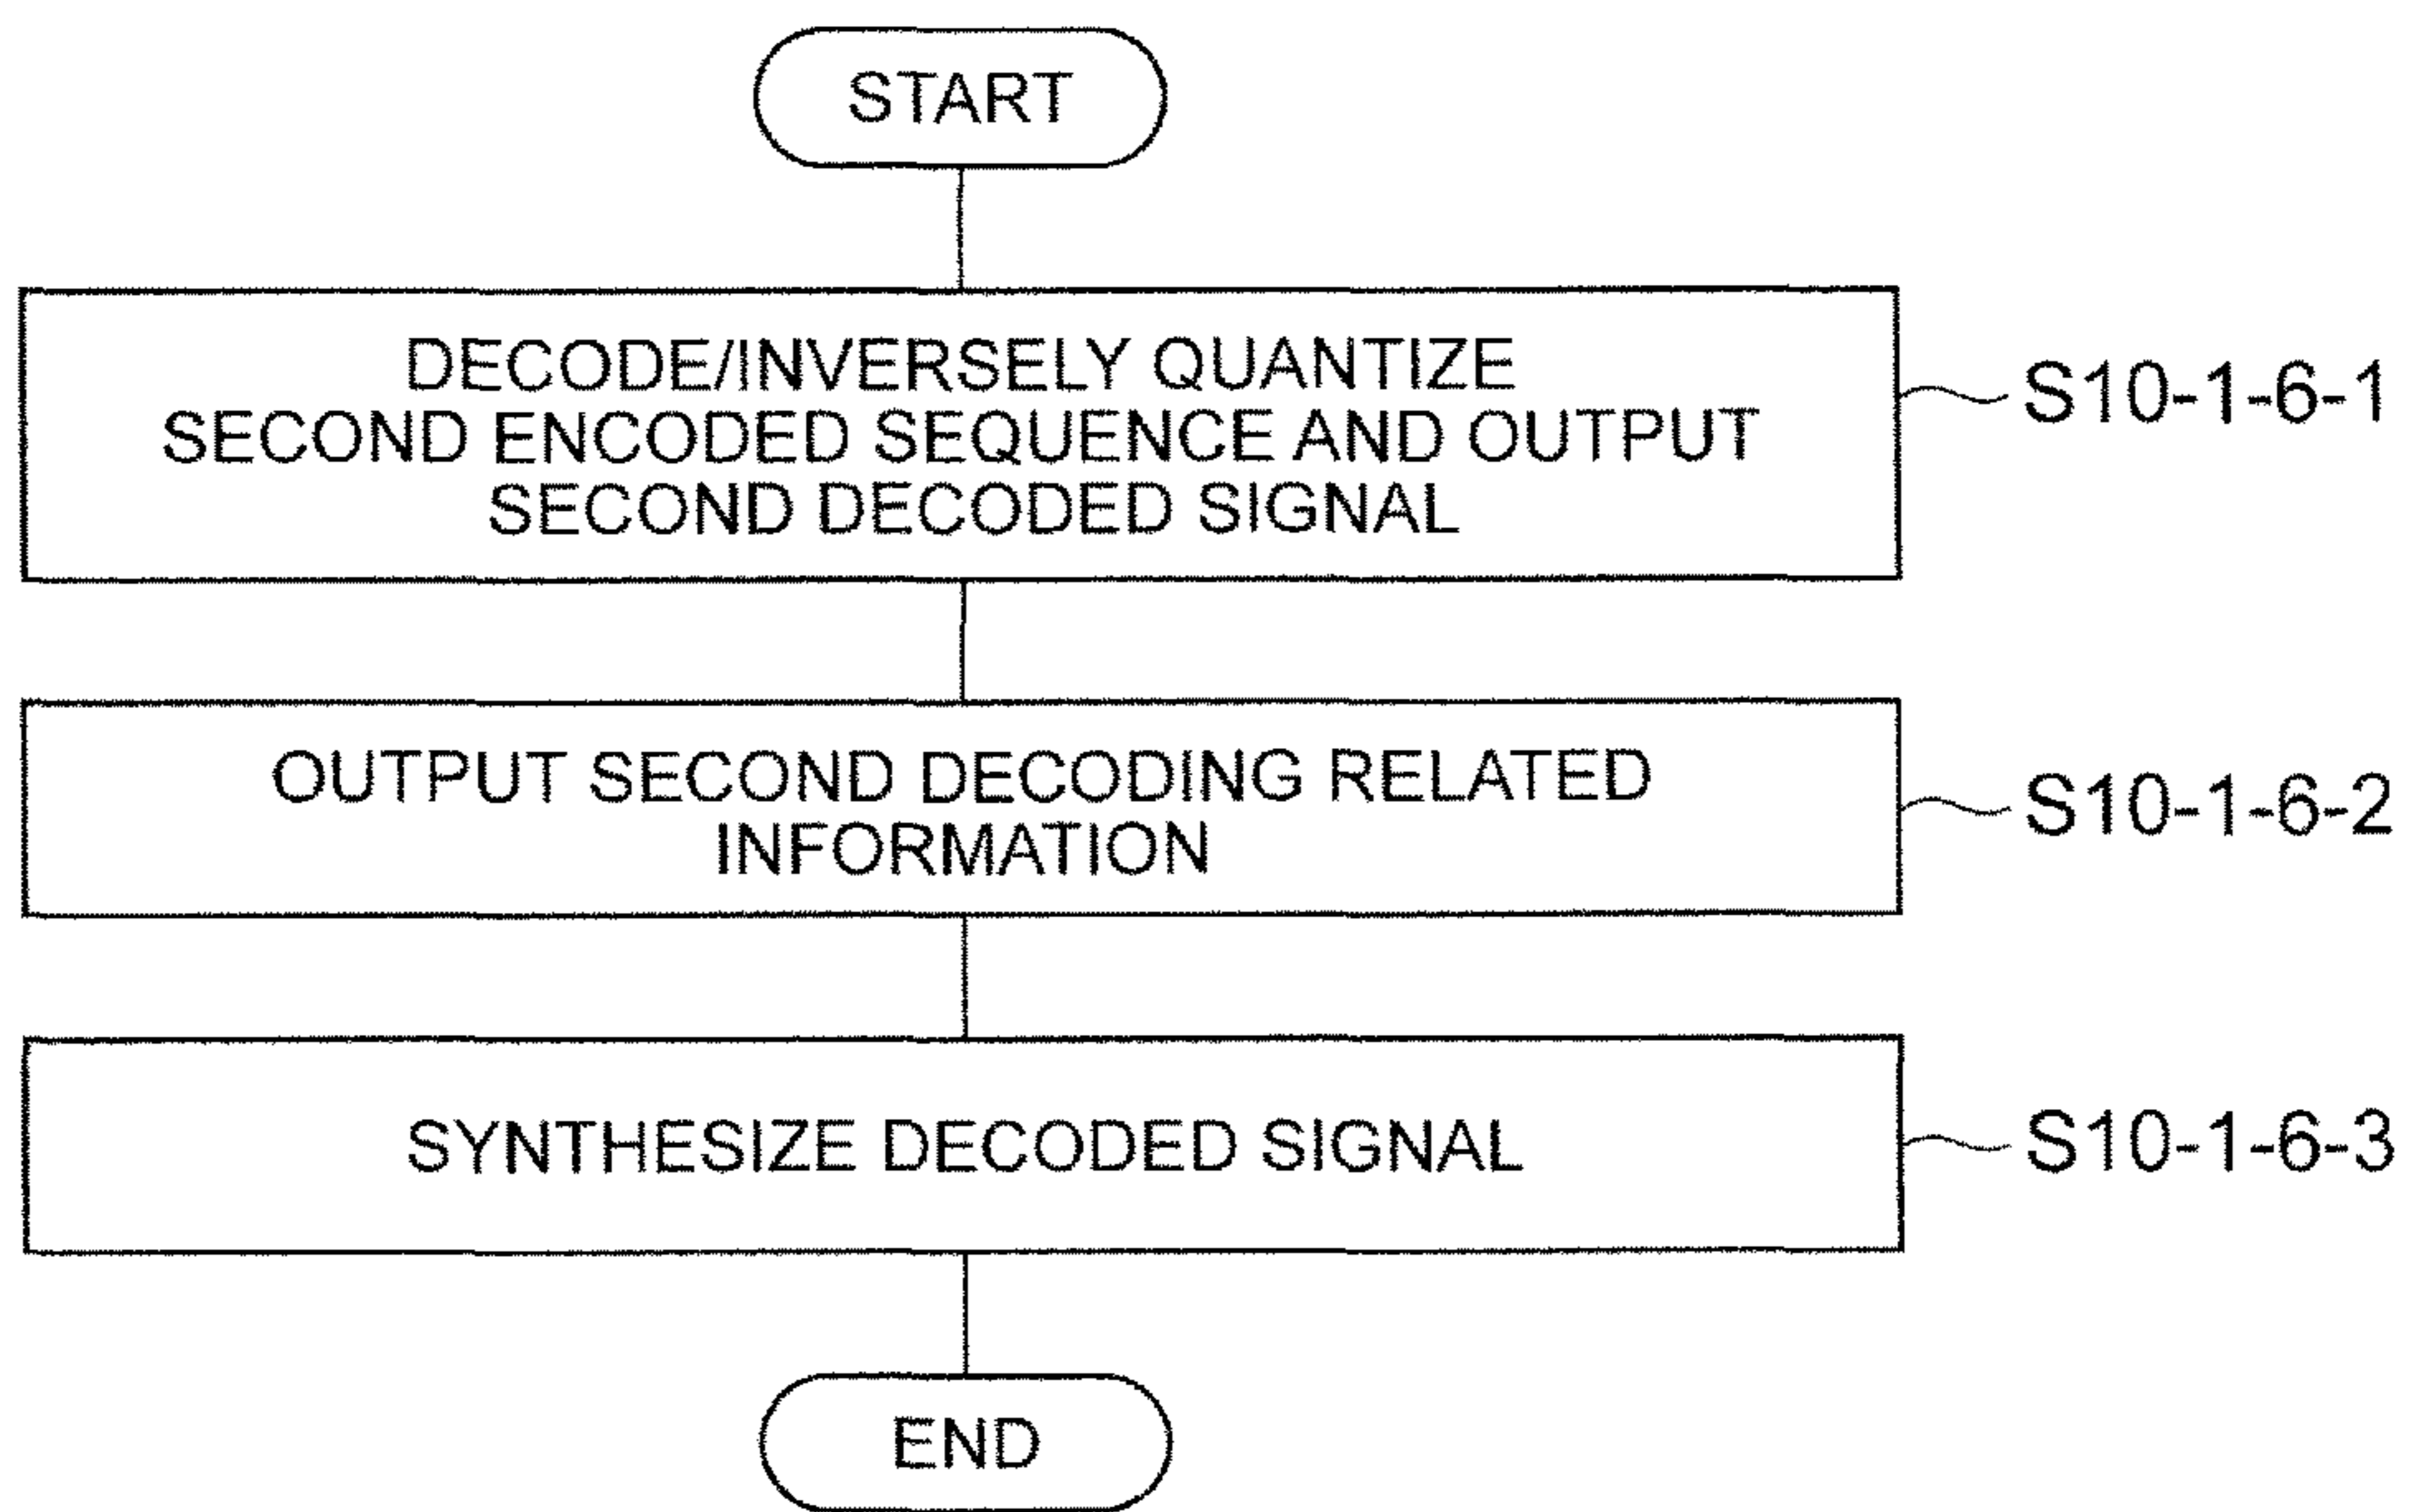 START
DECODE/INVERSELY QUANTIZE
SECOND ENCODED SEQUENCE AND OUTPUT
SECOND DECODED SIGNAL
S10-1-6-1
OUTPUT SECOND DECODING RELATED
INFORMATION
S10-1-6-2
SYNTHESIZE DECODED SIGNAL
S10-1-6-3
END